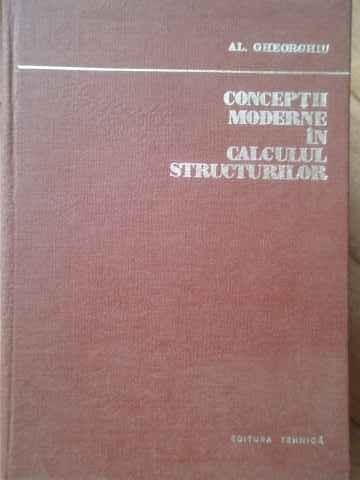 AL. GHEORGHIU
CONCEPȚII
MODERNE
ÎN
CALCULUL
STRUCTURILOR
EDITURA TEHNICĂ